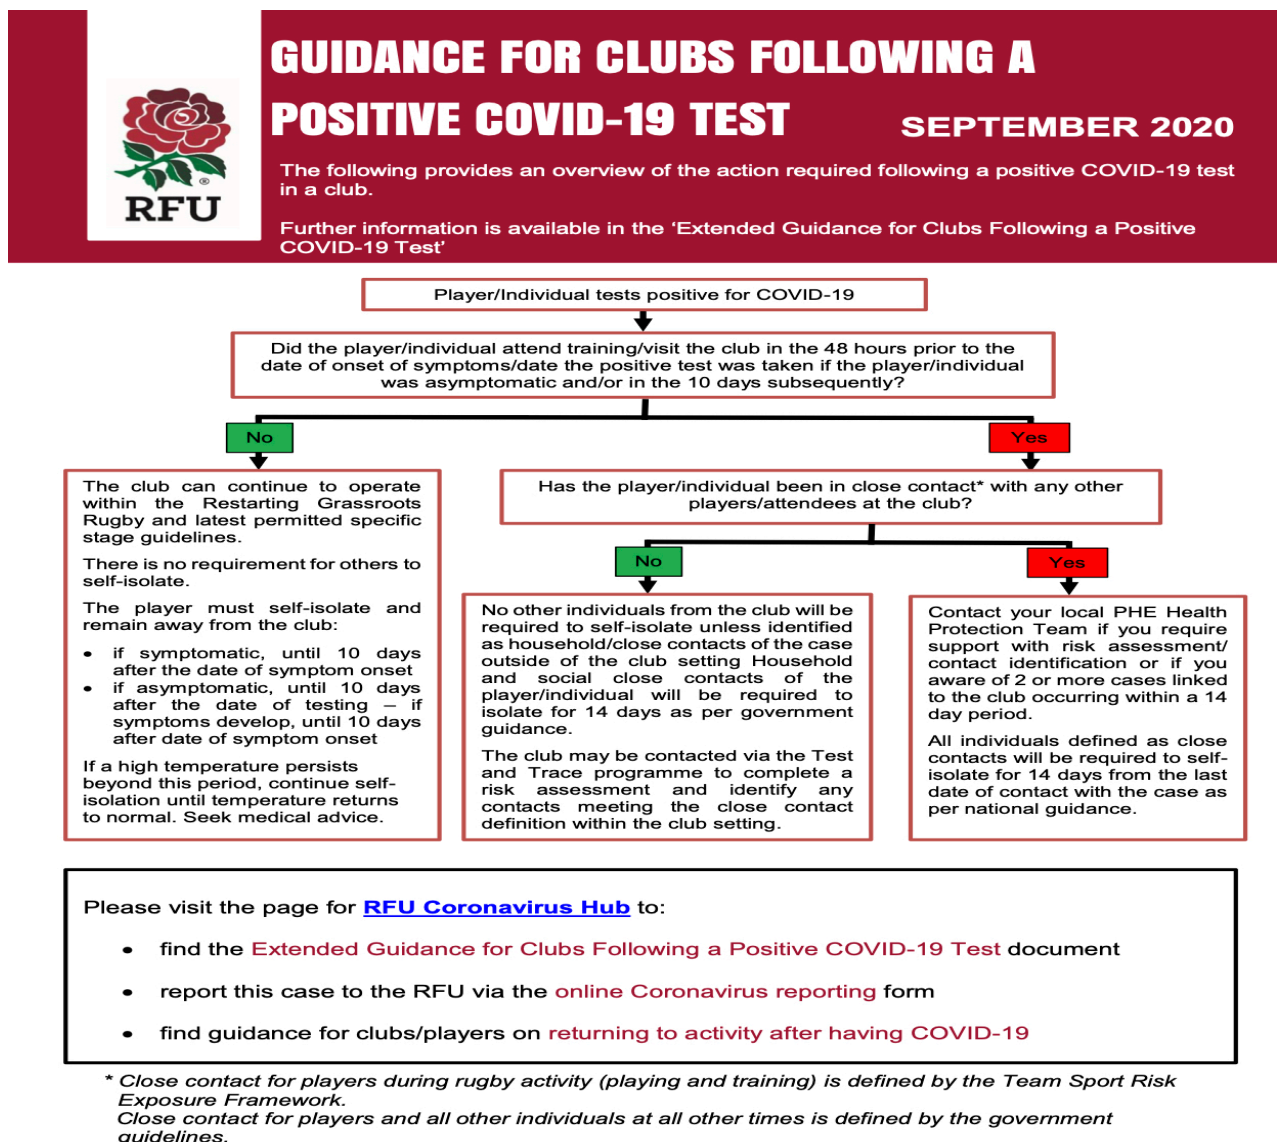 GUIDANCE FOR CLUBS FOLLOWING A
POSITIVE COVID-19 TEST
SEPTEMBER 2020
The following provides an overview of the action required following a positive COVID-19 test
in a club.
Further information is available in the ‘Extended Guidance for Clubs Following a Positive
COVID-19 Test’
®
RFU
Player/Individual tests positive for COVID-19
Did the player/individual attend training/visit the club in the 48 hours prior to the
date of onset of symptoms/date the positive test was taken if the player/individual
was asymptomatic and/or in the 10 days subsequently?
No
Yes
The club can continue to operate
within the Restarting Grassroots
Rugby and latest permitted specific
stage guidelines.
There is no requirement for others to
self-isolate.
The player must self-isolate and
remain away from the club:
• if symptomatic, until 10 days
after the date of symptom onset
• if asymptomatic, until 10 days
after the date of testing – if
symptoms develop, until 10 days
after date of symptom onset
If a high temperature persists
beyond this period, continue self-
isolation until temperature returns
to normal. Seek medical advice.
Has the player/individual been in close contact* with any other
players/attendees at the club?
No
Yes
No other individuals from the club will be
required to self-isolate unless identified
as household/close contacts of the case
outside of the club setting Household
and social close contacts of the
player/individual will be required to
isolate for 14 days as per government
guidance.
The club may be contacted via the Test
and Trace programme to complete a
risk assessment and identify any
contacts meeting the close contact
definition within the club setting.
Contact your local PHE Health
Protection Team if you require
support with risk assessment/
contact identification or if you
aware of 2 or more cases linked
to the club occurring within a 14
day period.
All individuals defined as close
contacts will be required to self-
isolate for 14 days from the last
date of contact with the case as
per national guidance.
Please visit the page for RFU Coronavirus Hub to:
• find the Extended Guidance for Clubs Following a Positive COVID-19 Test document
• report this case to the RFU via the online Coronavirus reporting form
• find guidance for clubs/players on returning to activity after having COVID-19
* Close contact for players during rugby activity (playing and training) is defined by the Team Sport Risk
Exposure Framework.
Close contact for players and all other individuals at all other times is defined by the government
guidelines.